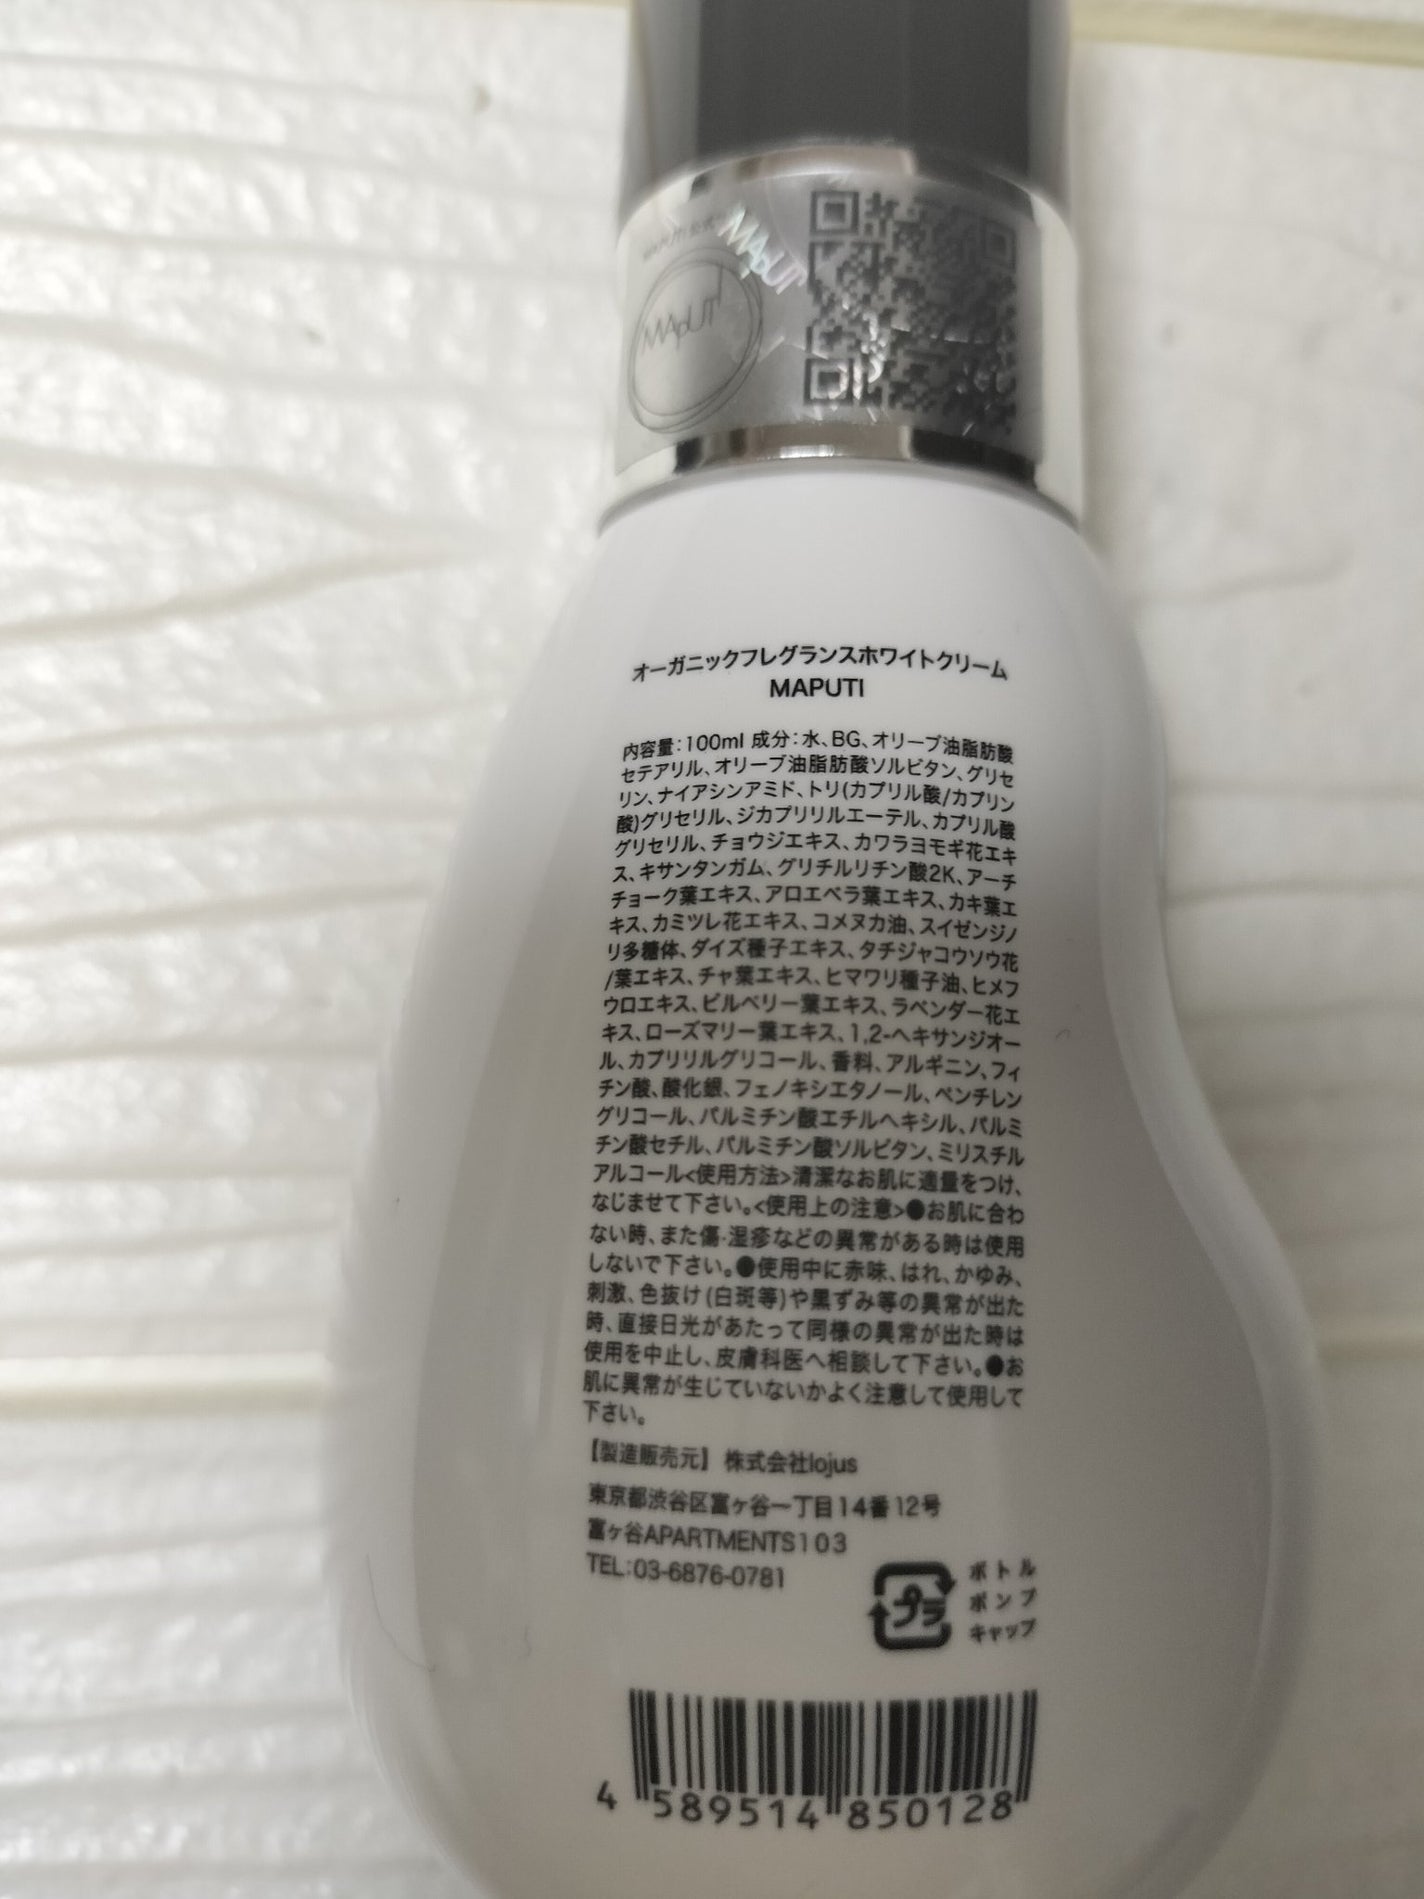 MAPUTI
MAPUTI
オーガニックフレグランスホワイトクリーム
MAPUTI
内容量:100ml 成分:水、BG、オリーブ油脂肪酸
セテアリル、オリーブ油脂肪酸ソルビタン、グリセ
リン、ナイアシンアミド、トリ(カプリル酸/カプリン
酸)グリセリル、ジカプリリルエーテル、カプリル酸
グリセリル、チョウジエキス、カワラヨモギ花エキ
ス、キサンタンガム、グリチルリチン酸2K、アーチ
チョーク葉エキス、アロエベラ葉エキス、カキ葉エ
キス、カミツレ花エキス、コメヌカ油、スイゼンジノ
リ多糖体、ダイズ種子エキス、タチジャコウソウ花
/葉エキス、チャ葉エキス、ヒマワリ種子油、ヒメフ
ウロエキス、ビルベリー葉エキス、ラベンダー花エ
キス、ローズマリー葉エキス、1,2-ヘキサンジオー
ル、カプリリルグリコール、香料、アルギニン、フィ
チン酸、酸化銀、フェノキシエタノール、ペンチレン
グリコール、パルミチン酸エチルヘキシル、パルミ
チン酸セチル、パルミチン酸ソルビタン、ミリスチル
アルコール<使用方法>清潔なお肌に適量をつけ、
なじませて下さい。<使用上の注意>●お肌に合わ
ない時、また傷・湿疹などの異常がある時は使用
しないで下さい。●使用中に赤味、はれ、かゆみ、
刺激、色抜け(白斑等)や黒ずみ等の異常が出た
時、直接日光があたって同様の異常が出た時は
使用を中止し、皮膚科医へ相談して下さい。●お
肌に異常が生じていないかよく注意して使用して
下さい。
【製造販売元】 株式会社lojus
東京都渋谷区富ヶ谷一丁目14番12号
富ヶ谷APARTMENTS103
TEL:03-6876-0781
プラ
ボトル
ポンプ
キャップ
4 589514 850128